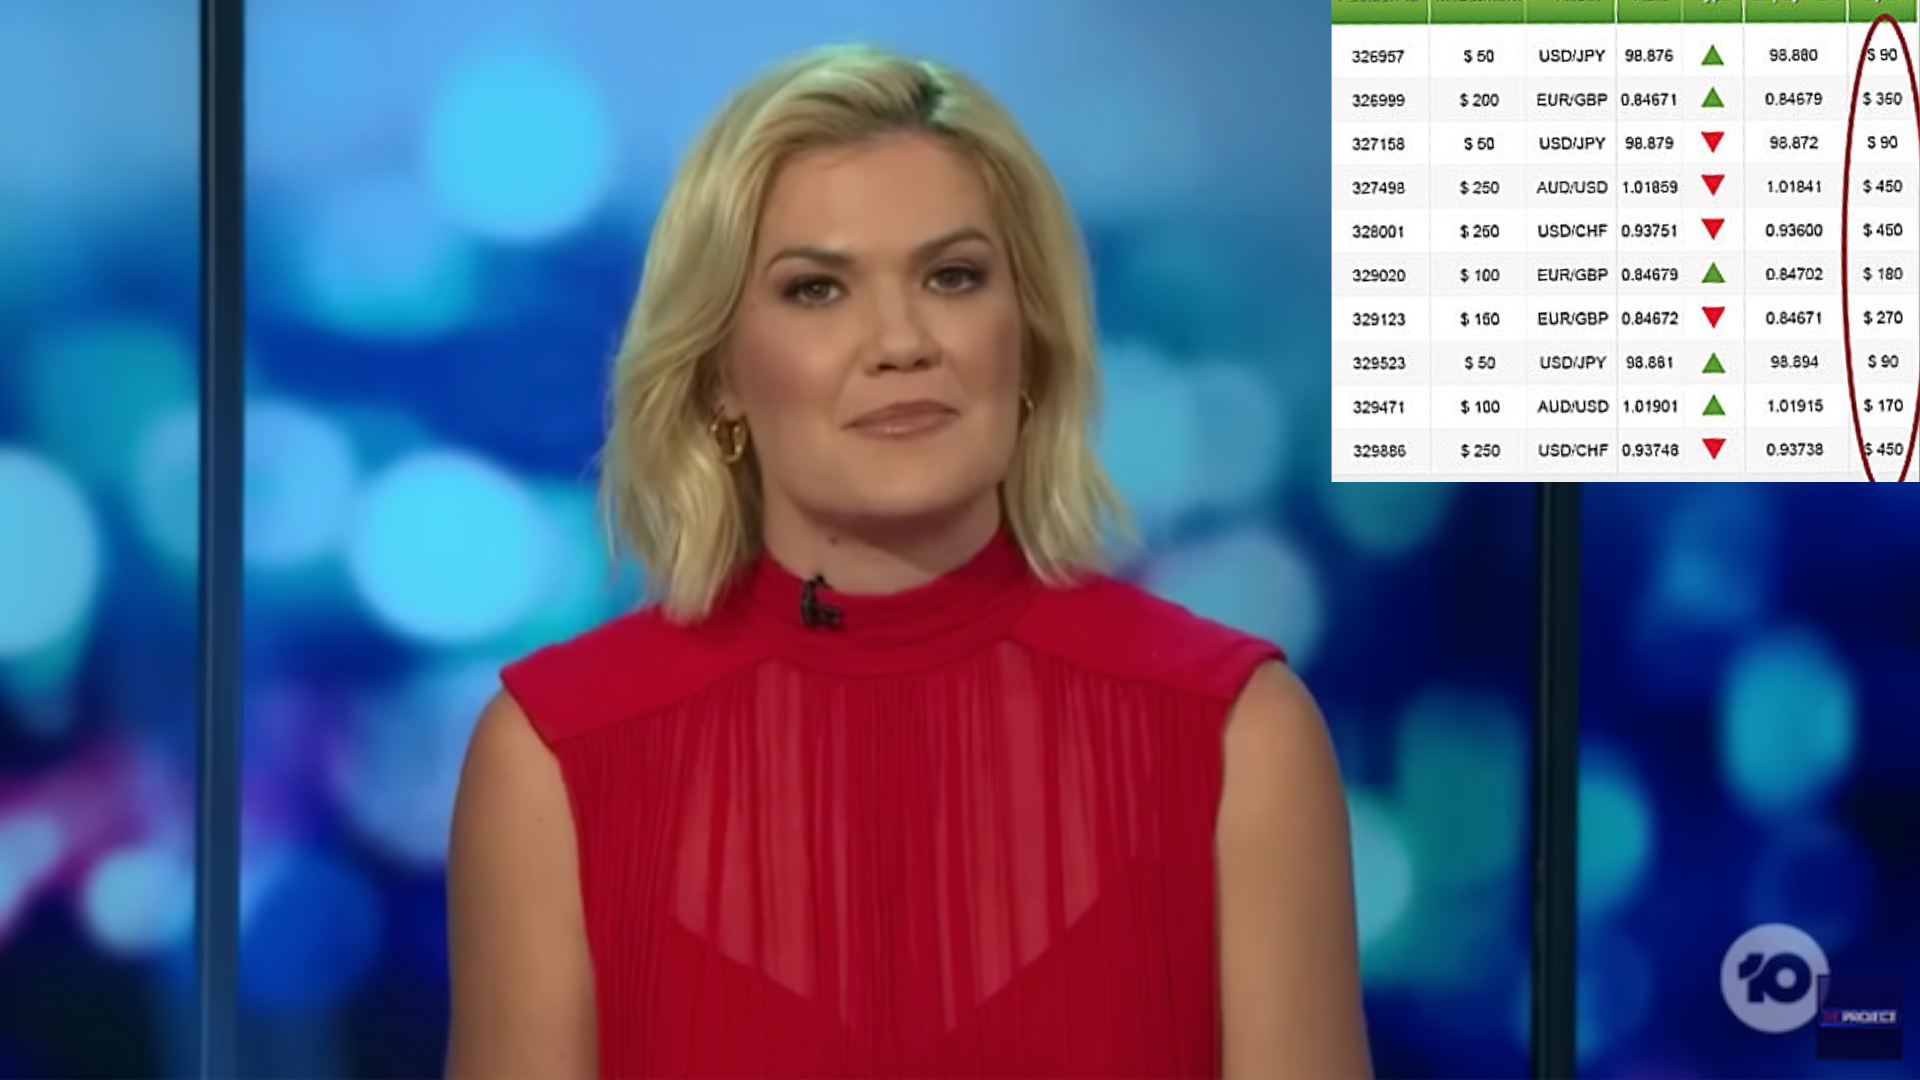 326957 $ 50 USD/JPY 98.876 98.880 $ 90
326999 $ 200 EUR/GBP 0.84671 0.84679 $ 360
327158 $ 50 USD/JPY 98.879 98.872 $ 90
327498 $ 250 AUD/USD 1.01859 1.01841 $ 450
328001 $ 250 USD/CHF 0.93751 0.93600 $ 450
329020 $ 100 EUR/GBP 0.84679 0.84702 $ 180
329123 $ 150 EUR/GBP 0.84672 0.84671 $ 270
329523 $ 50 USD/JPY 98.881 98.894 $ 90
329471 $ 100 AUD/USD 1.01901 1.01915 $ 170
329886 $ 250 USD/CHF 0.93748 0.93738 $ 450
10
THE PROJECT